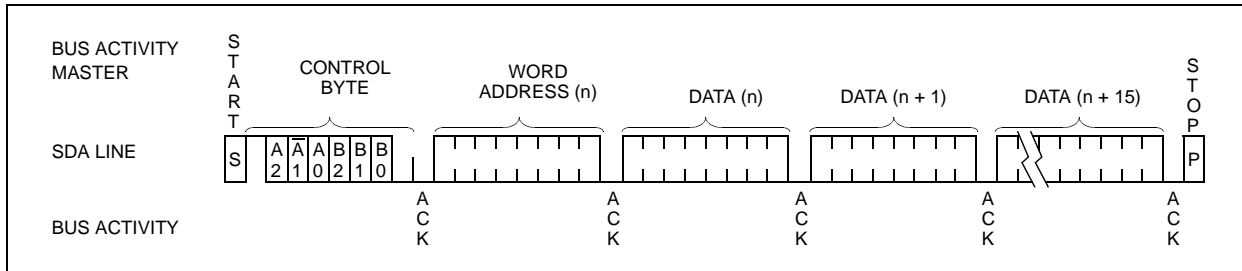 BUS ACTIVITY
MASTER
START
CONTROL
BYTE
WORD
ADDRESS (n)
DATA (n)
DATA (n + 1)
DATA (n + 15)
STOP
SDA LINE
S
A2 A̅1 A0 B2 B1 B0
P
BUS ACTIVITY
ACK ACK ACK ACK ACK